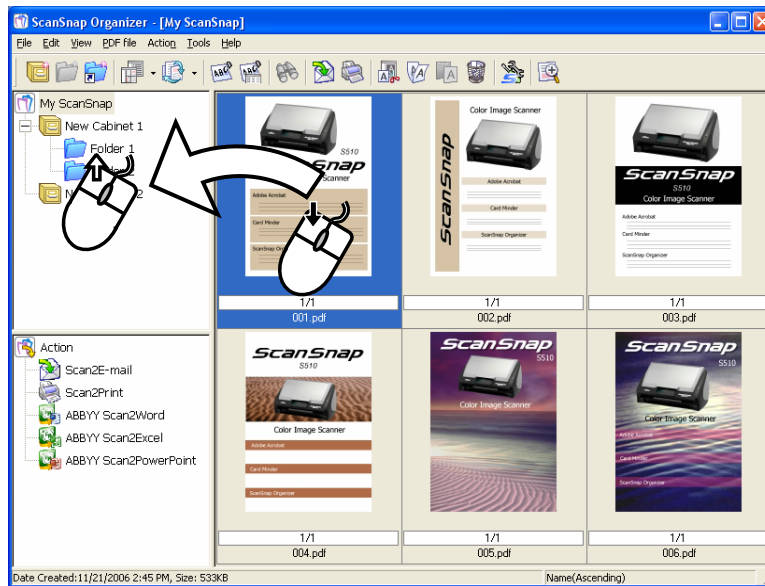 ScanSnap Organizer - [My ScanSnap]
File Edit View PDF file Action Tools Help
My ScanSnap
New Cabinet 1
Folder 1
2
N 2
Action
Scan2E-mail
Scan2Print
ABBYY Scan2Word
ABBYY Scan2Excel
ABBYY Scan2PowerPoint
S510
Snap
Scanner
Adobe Acrobat
Card Minder
ScanSnap Org
1/1
001.pdf
Color Image Scanner
ScanSnap
Adobe Acrobat
Card Minder
ScanSnap Organizer
1/1
002.pdf
ScanSnap
S510
Color Image Scanner
Adobe Acrobat
Card Minder
ScanSnap Organizer
1/1
003.pdf
ScanSnap
S510
Color Image Scanner
Adobe Acrobat
Card Minder
ScanSnap Organizer
1/1
004.pdf
ScanSnap
S510
Color Image Scanner
1/1
005.pdf
ScanSnap
S510
Color Image Scanner
Adobe Acrobat
Card Minder
ScanSnap Organizer
1/1
006.pdf
Date Created:11/21/2006 2:45 PM, Size: 533KB
Name(Ascending)